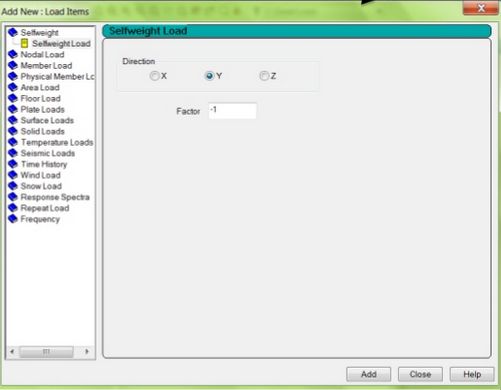 Add New : Load Items
X
Selfweight
Selfweight Load
Nodal Load
Member Load
Physical Member Lc
Area Load
Floor Load
Plate Loads
Surface Loads
Solid Loads
Temperature Loads
Seismic Loads
Time History
Wind Load
Snow Load
Response Spectra
Repeat Load
Frequency
Selfweight Load
Direction
X Y Z
Factor -1
Add Close Help